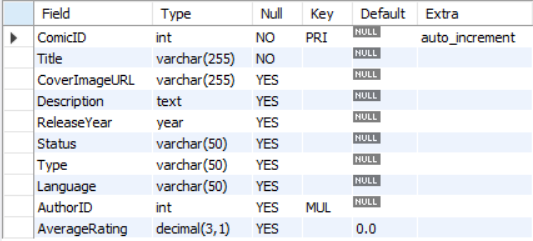 Field Type Null Key Default Extra
ComicID int NO PRI NULL auto_increment
Title varchar(255) NO NULL
CoverImageURL varchar(255) YES NULL
Description text YES NULL
ReleaseYear year YES NULL
Status varchar(50) YES NULL
Type varchar(50) YES NULL
Language varchar(50) YES NULL
AuthorID int YES MUL NULL
AverageRating decimal(3,1) YES 0.0